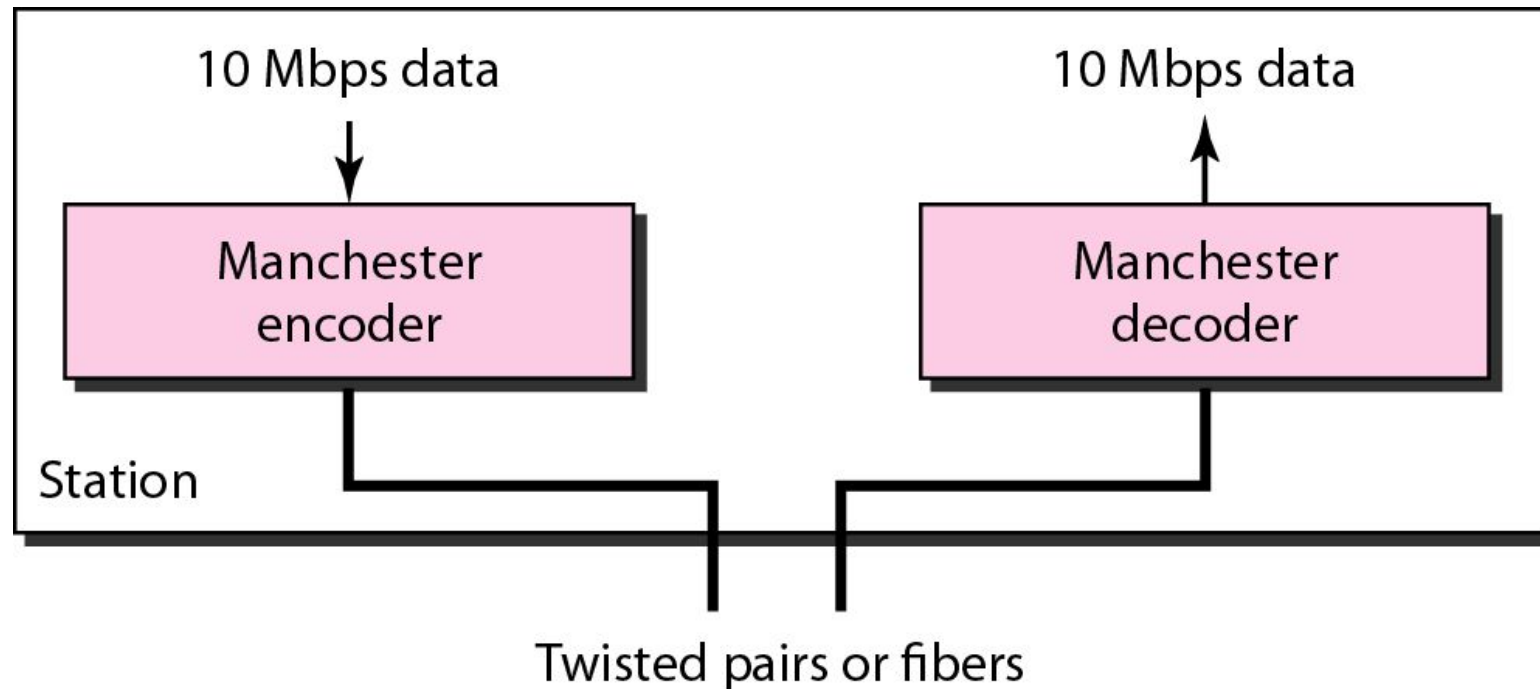 10 Mbps data
10 Mbps data
Manchester
encoder
Manchester
decoder
Station
Twisted pairs or fibers